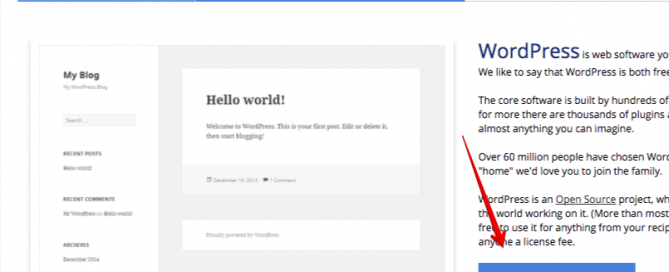 My Blog
My WordPress Blog
Search ...
RECENT POSTS
Hello world!
RECENT COMMENTS
Mr WordPress on Hello world!
ARCHIVES
December 2014
Hello world!
Welcome to WordPress. This is your first post. Edit or delete it,
then start blogging!
1 Comment
Proudly powered by WordPress
WordPress is web software yo
We like to say that WordPress is both free
The core software is built by hundreds of
for more there are thousands of plugins a
almost anything you can imagine.
Over 60 million people have chosen Word
"home" we'd love you to join the family.
WordPress is an Open Source project, wh
the world working on it. (More than most
free to use it for anything from your recip
anyone a license fee.